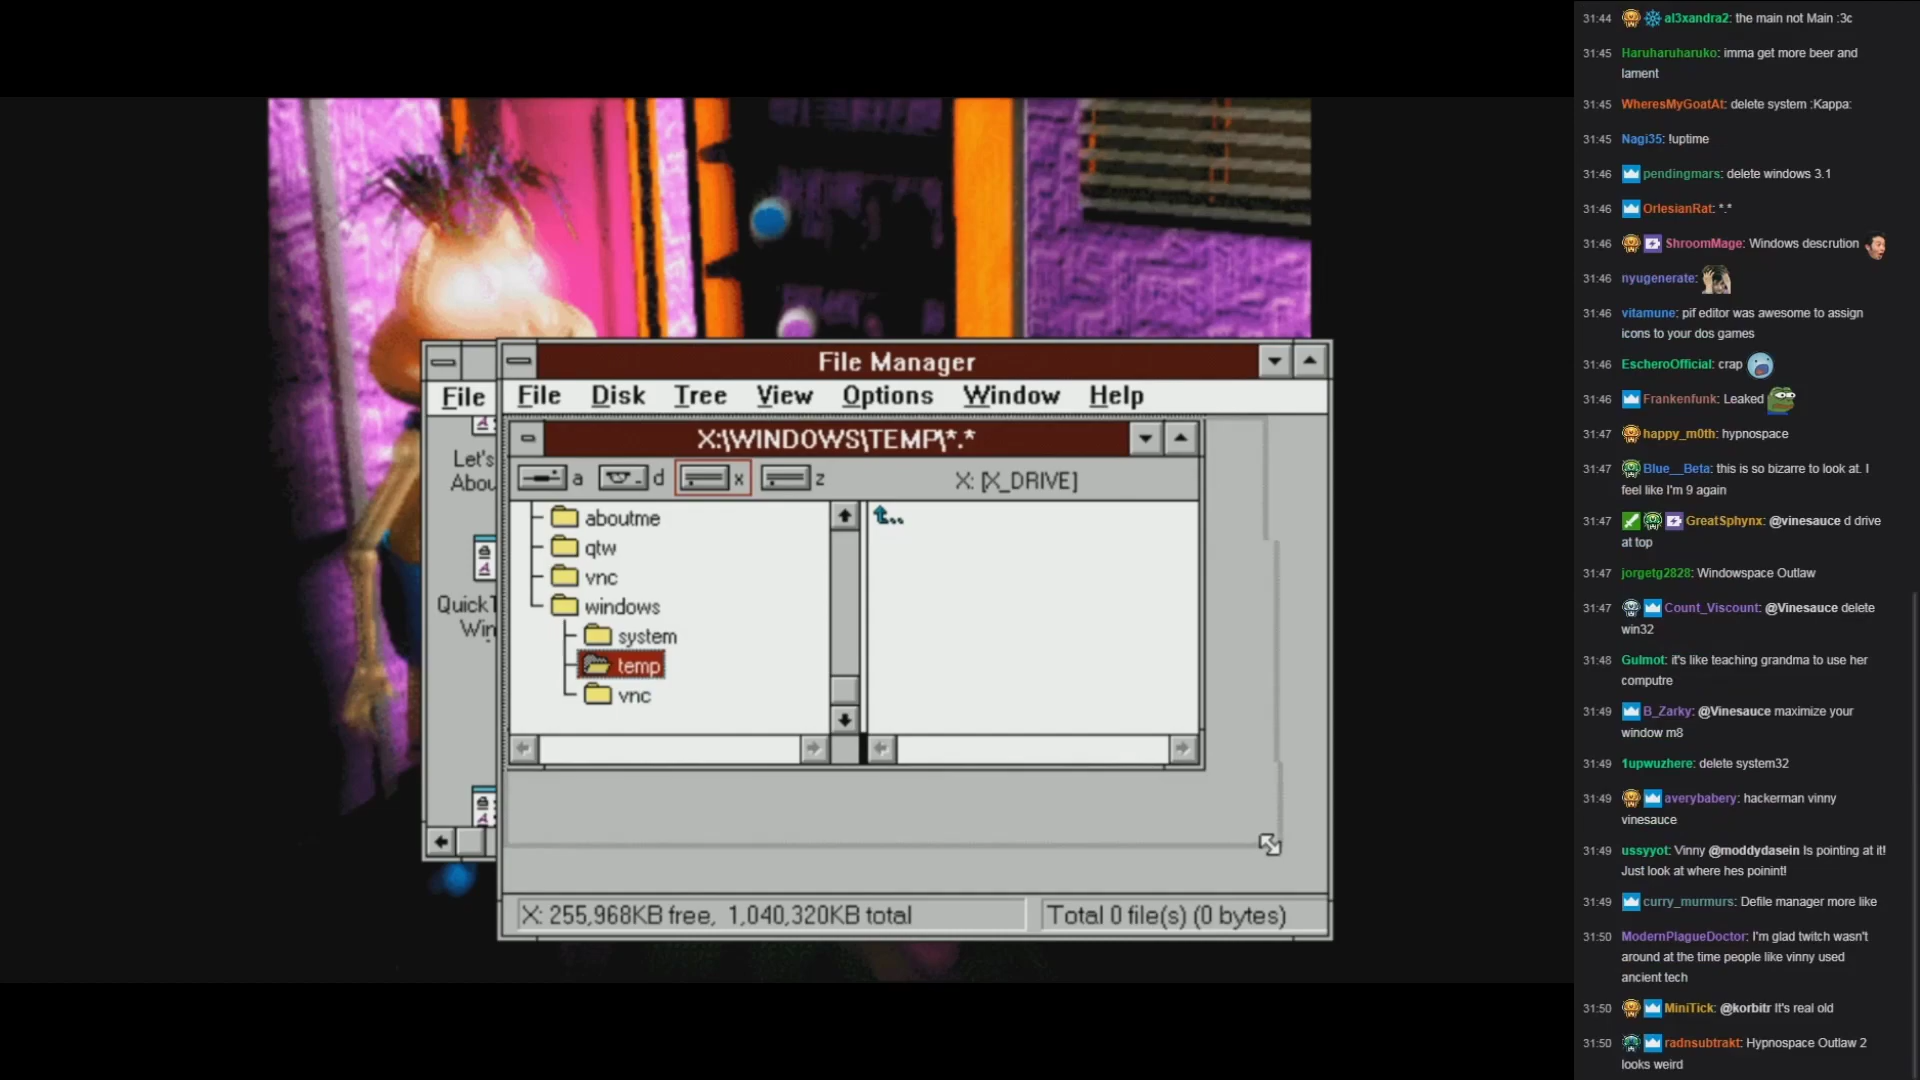 File
Let's
Abou
QuickT
Win
File Manager
File Disk Tree View Options Window Help
X:\WINDOWS\TEMP\*.*
a d x z X: [X_DRIVE]
aboutme
qtw
vnc
windows
system
temp
vnc
..
X: 255,968KB free, 1,040,320KB total
Total 0 file(s) (0 bytes)
31:44 al3xandra2: the main not Main :3c
31:45 Haruharuharuko: imma get more beer and
lament
31:45 WheresMyGoatAt: delete system :Kappa:
31:45 Nagi35: !uptime
31:46 pendingmars: delete windows 3.1
31:46 OrlesianRat: *.*
31:46 ShroomMage: Windows descrution
31:46 nyugenerate:
31:46 vitamune: pif editor was awesome to assign
icons to your dos games
31:46 EscheroOfficial: crap
31:46 Frankenfunk: Leaked
31:47 happy_m0th: hypnospace
31:47 Blue__Beta: this is so bizarre to look at. I
feel like I'm 9 again
31:47 GreatSphynx: @vinesauce d drive
at top
31:47 jorgetg2828: Windowspace Outlaw
31:47 Count_Viscount: @Vinesauce delete
win32
31:48 Gulmot: it's like teaching grandma to use her
computre
31:49 B_Zarky: @Vinesauce maximize your
window m8
31:49 1upwuzhere: delete system32
31:49 averybabery: hackerman vinny
vinesauce
31:49 ussyyot: Vinny @moddydasein Is pointing at it!
Just look at where hes poinint!
31:49 curry_murmurs: Defile manager more like
31:50 ModernPlagueDoctor: I'm glad twitch wasn't
around at the time people like vinny used
ancient tech
31:50 MiniTick: @korbitr It's real old
31:50 radnsubtrakt: Hypnospace Outlaw 2
looks weird